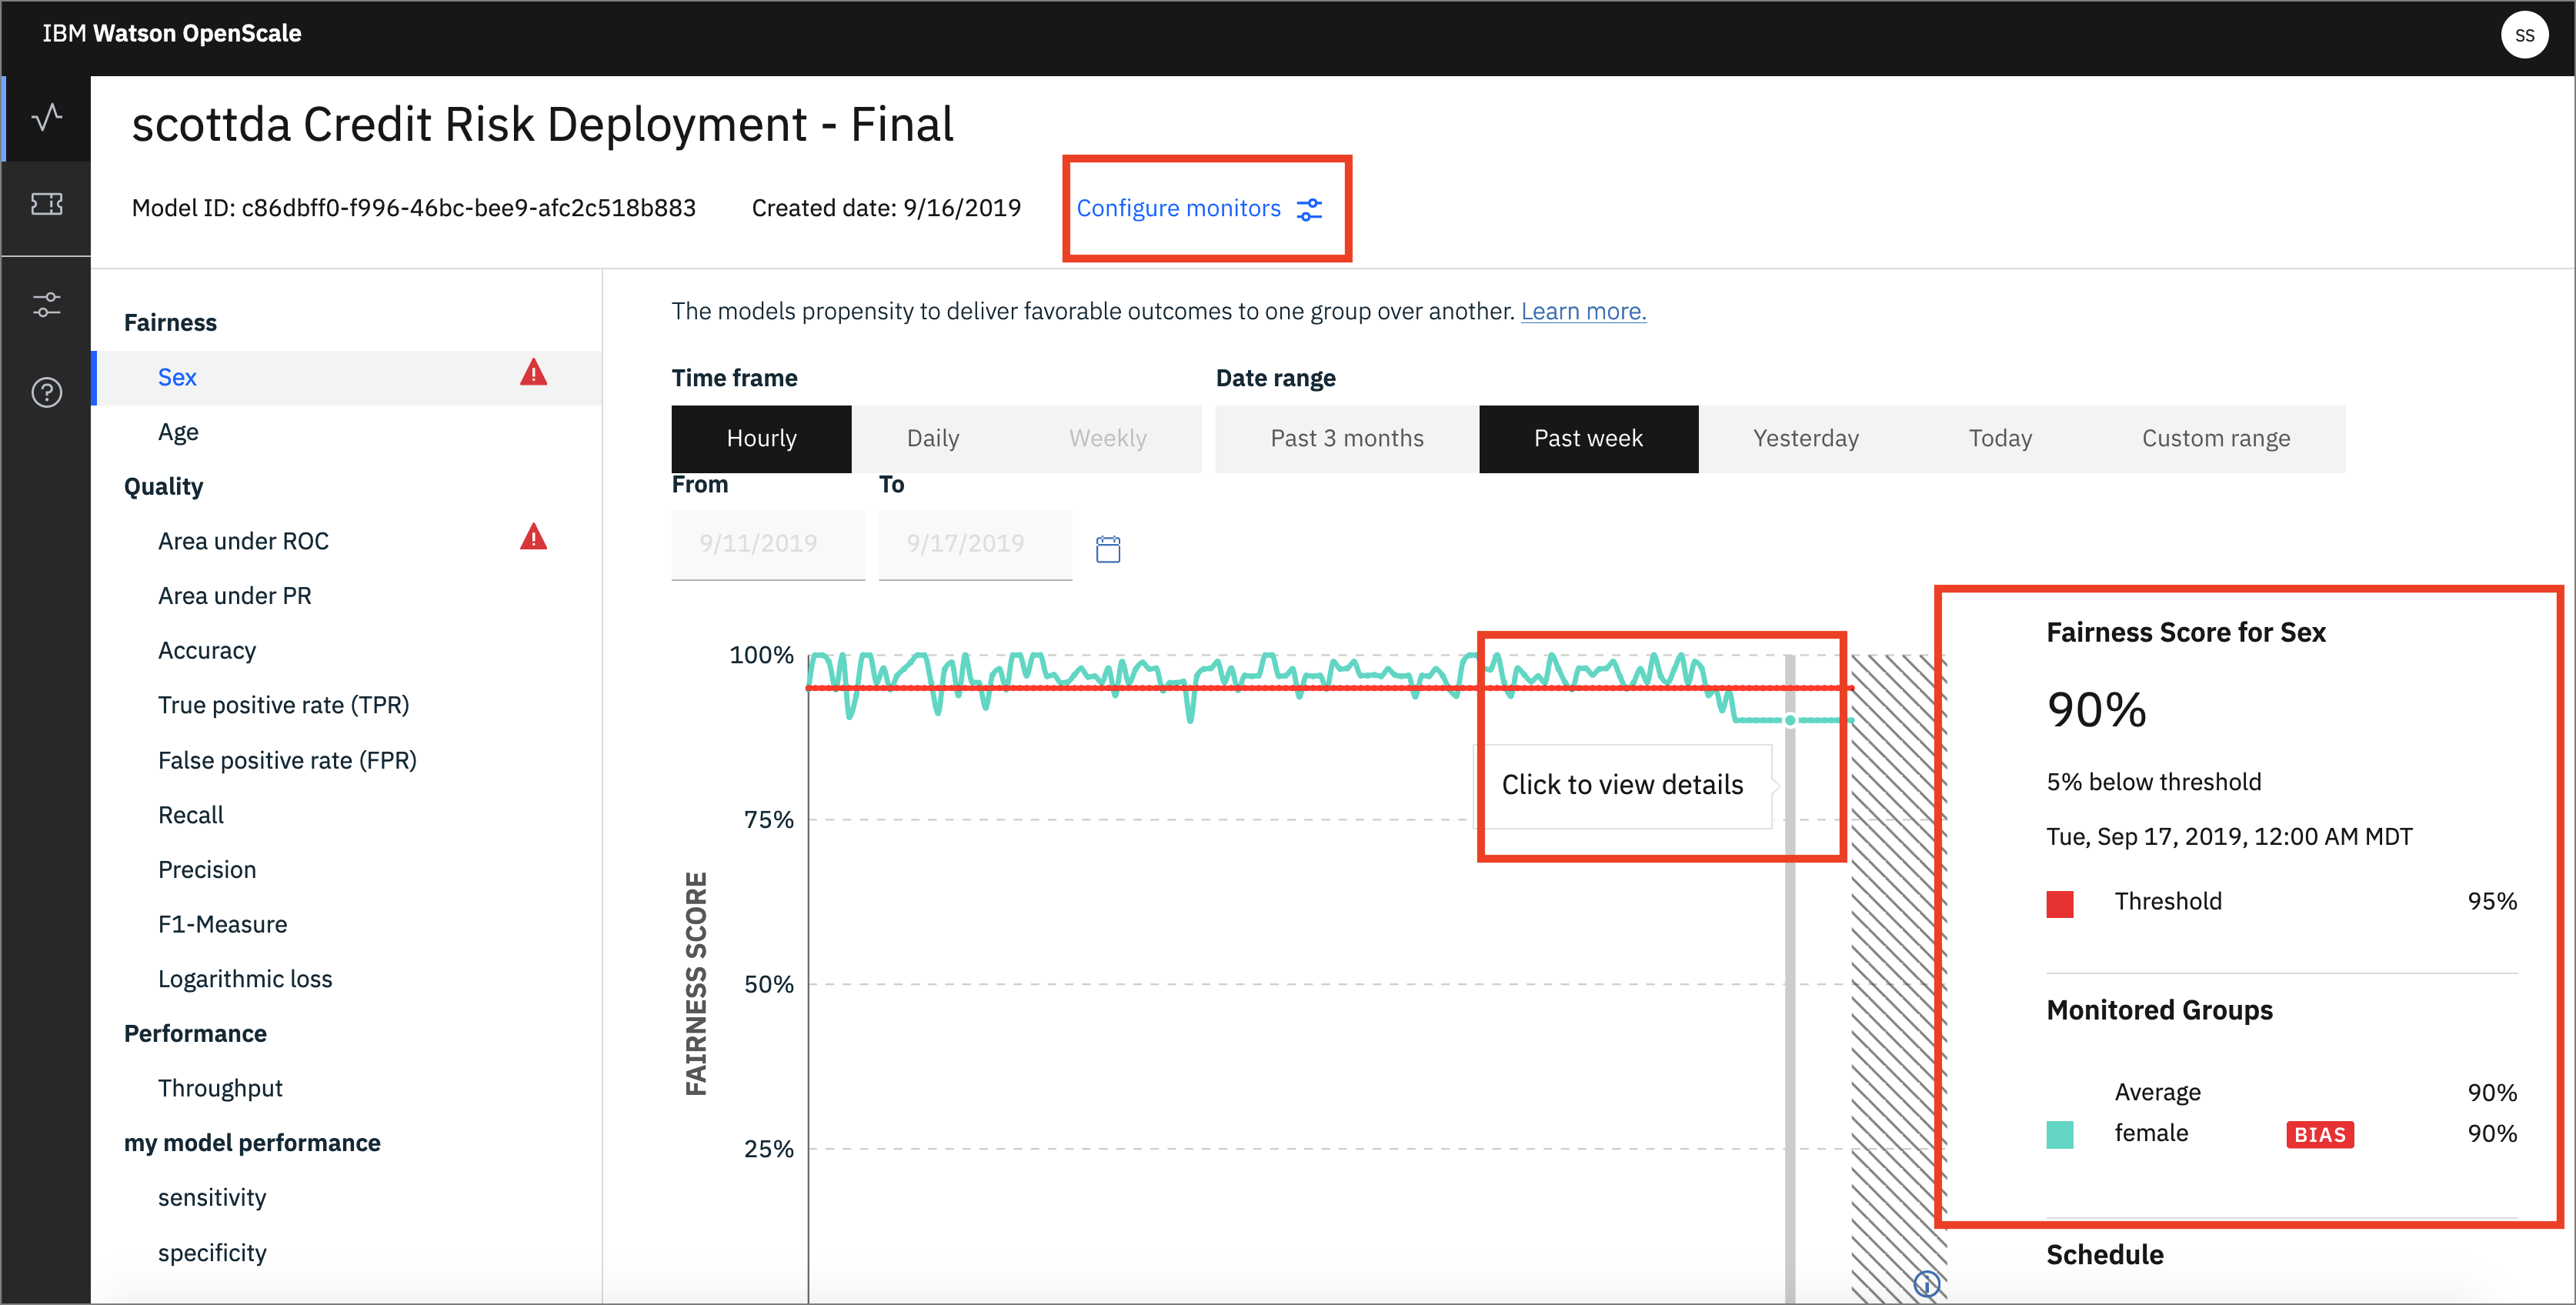 IBM Watson OpenScale
SS
scottda Credit Risk Deployment - Final
Model ID: c86dbff0-f996-46bc-bee9-afc2c518b883 Created date: 9/16/2019 Configure monitors
Fairness
Sex
Age
Quality
Area under ROC
Area under PR
Accuracy
True positive rate (TPR)
False positive rate (FPR)
Recall
Precision
F1-Measure
Logarithmic loss
Performance
Throughput
my model performance
sensitivity
specificity
The models propensity to deliver favorable outcomes to one group over another. Learn more.
Time frame Date range
Hourly Daily Weekly Past 3 months Past week Yesterday Today Custom range
From To
9/11/2019 9/17/2019
100%
75%
50%
25%
FAIRNESS SCORE
Click to view details
Fairness Score for Sex
90%
5% below threshold
Tue, Sep 17, 2019, 12:00 AM MDT
Threshold 95%
Monitored Groups
Average 90%
female BIAS 90%
Schedule